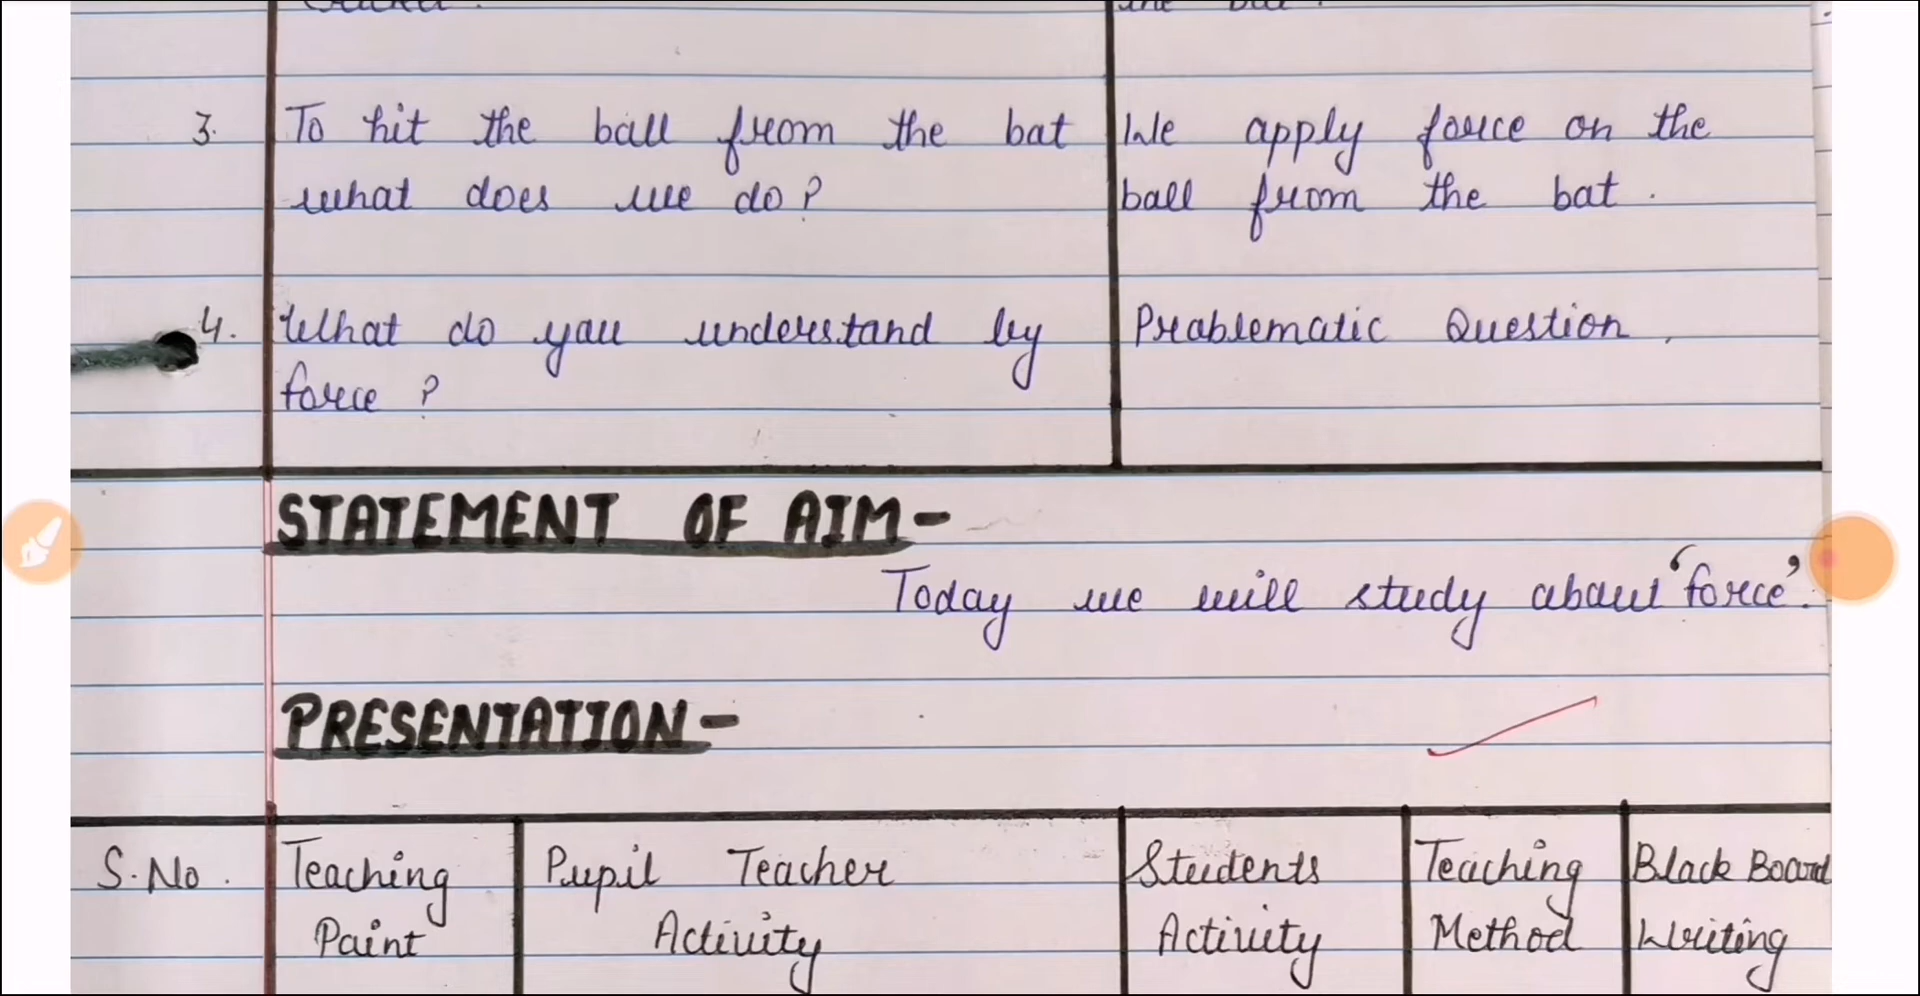 3. To hit the ball from the bat We apply force on the
what does we do? ball from the bat.
4. What do you understand by Problematic Question.
force?
STATEMENT OF AIM-
Today we will study about 'force'.
PRESENTATION-
S.No. Teaching Pupil Teacher Students Teaching Black Board
Point Activity Activity Method Writing